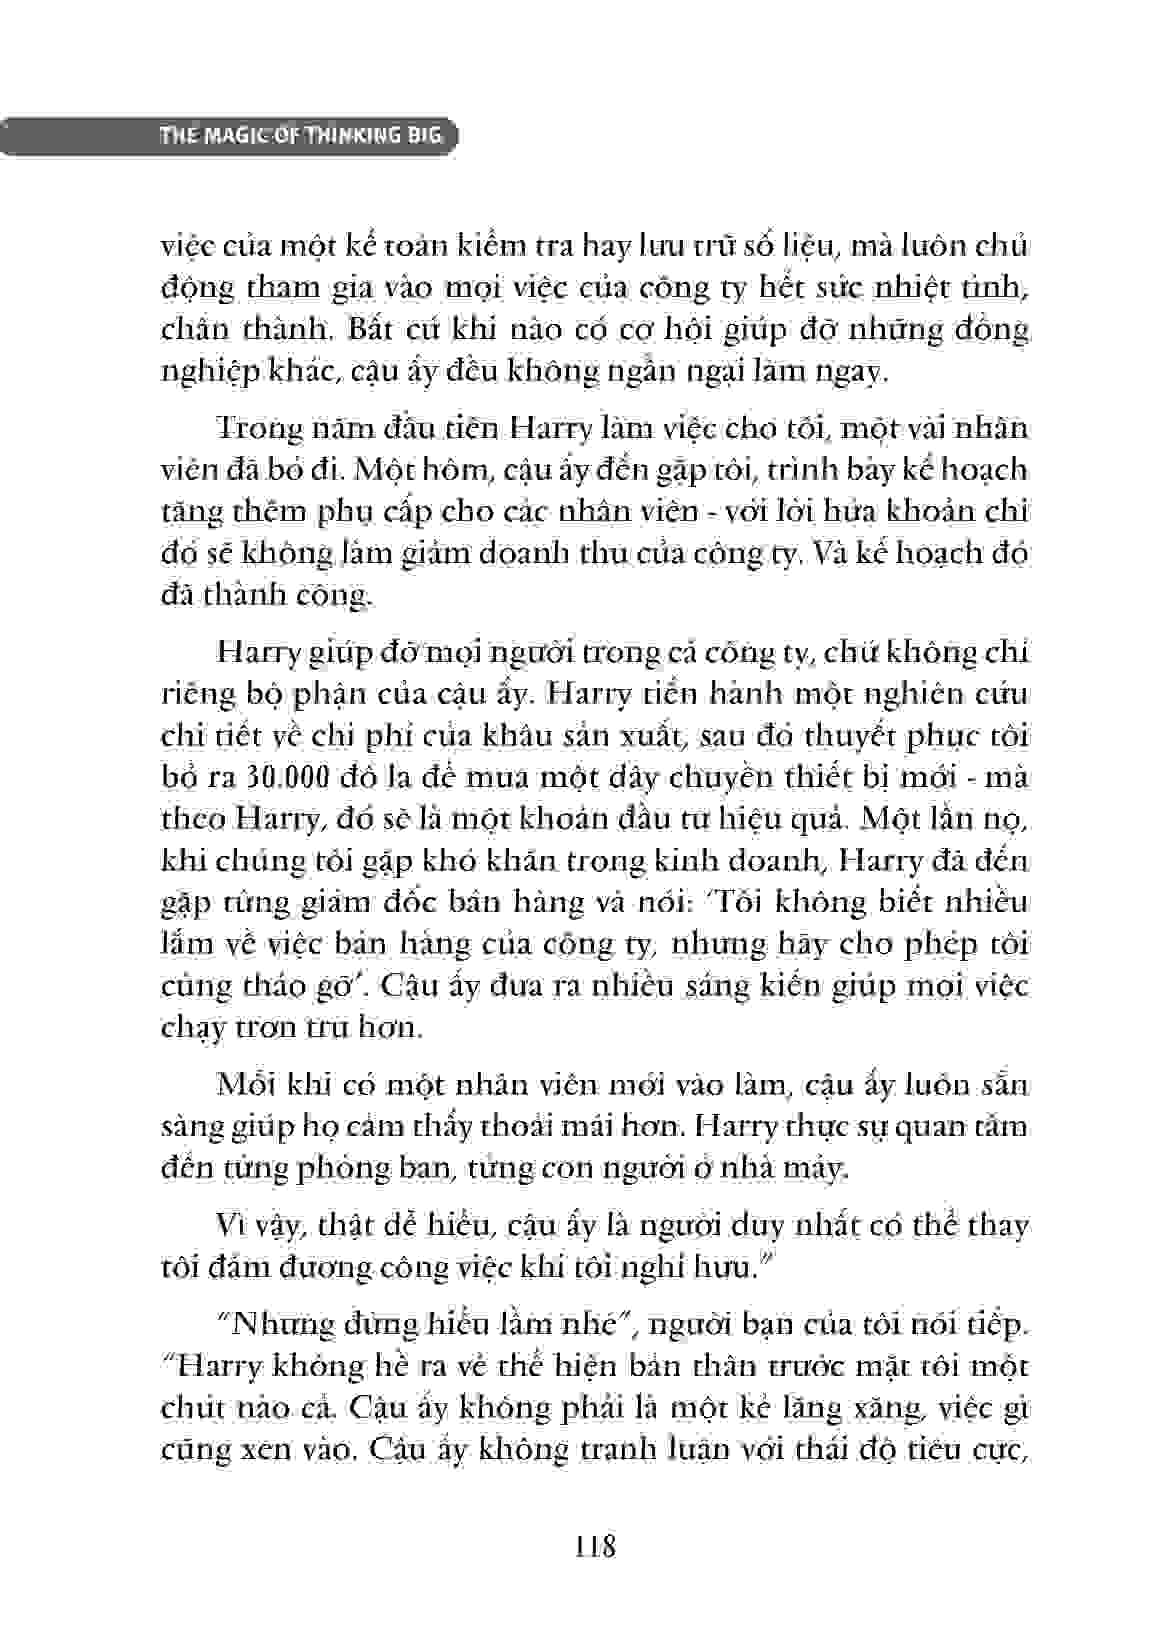 THE MAGIC OF THINKING BIG
việc của một kế toán kiểm tra hay lưu trữ số liệu, mà luôn chủ
động tham gia vào mọi việc của công ty hết sức nhiệt tình,
chân thành. Bất cứ khi nào có cơ hội giúp đỡ những đồng
nghiệp khác, cậu ấy đều không ngần ngại làm ngay.
Trong năm đầu tiên Harry làm việc cho tôi, một vài nhân
viên đã bỏ đi. Một hôm, cậu ấy đến gặp tôi, trình bày kế hoạch
tăng thêm phụ cấp cho các nhân viên - với lời hứa khoản chi
đó sẽ không làm giảm doanh thu của công ty. Và kế hoạch đó
đã thành công.
Harry giúp đỡ mọi người trong cả công ty, chứ không chỉ
riêng bộ phận của cậu ấy. Harry tiến hành một nghiên cứu
chi tiết về chi phí của khâu sản xuất, sau đó thuyết phục tôi
bỏ ra 30.000 đô la để mua một dây chuyền thiết bị mới - mà
theo Harry, đó sẽ là một khoản đầu tư hiệu quả. Một lần nọ,
khi chúng tôi gặp khó khăn trong kinh doanh, Harry đã đến
gặp từng giám đốc bán hàng và nói: ‘Tôi không biết nhiều
lắm về việc bán hàng của công ty, nhưng hãy cho phép tôi
cùng tháo gỡ’. Cậu ấy đưa ra nhiều sáng kiến giúp mọi việc
chạy trơn tru hơn.
Mỗi khi có một nhân viên mới vào làm, cậu ấy luôn sẵn
sàng giúp họ cảm thấy thoải mái hơn. Harry thực sự quan tâm
đến từng phòng ban, từng con người ở nhà máy.
Vì vậy, thật dễ hiểu, cậu ấy là người duy nhất có thể thay
tôi đảm đương công việc khi tôi nghỉ hưu.”
“Nhưng đừng hiểu lầm nhé”, người bạn của tôi nói tiếp.
“Harry không hề ra vẻ thể hiện bản thân trước mặt tôi một
chút nào cả. Cậu ấy không phải là một kẻ lăng xăng, việc gì
cũng xen vào. Cậu ấy không tranh luận với thái độ tiêu cực,
118